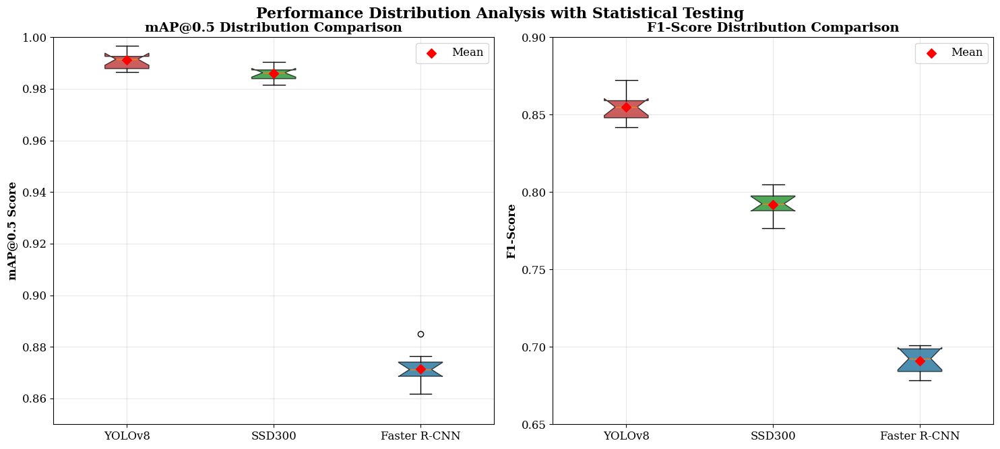 Performance Distribution Analysis with Statistical Testing
mAP@0.5 Distribution Comparison
mAP@0.5 Score
1.00
0.98
0.96
0.94
0.92
0.90
0.88
0.86
YOLOv8
SSD300
Faster R-CNN
Mean
F1-Score Distribution Comparison
F1-Score
0.90
0.85
0.80
0.75
0.70
0.65
YOLOv8
SSD300
Faster R-CNN
Mean